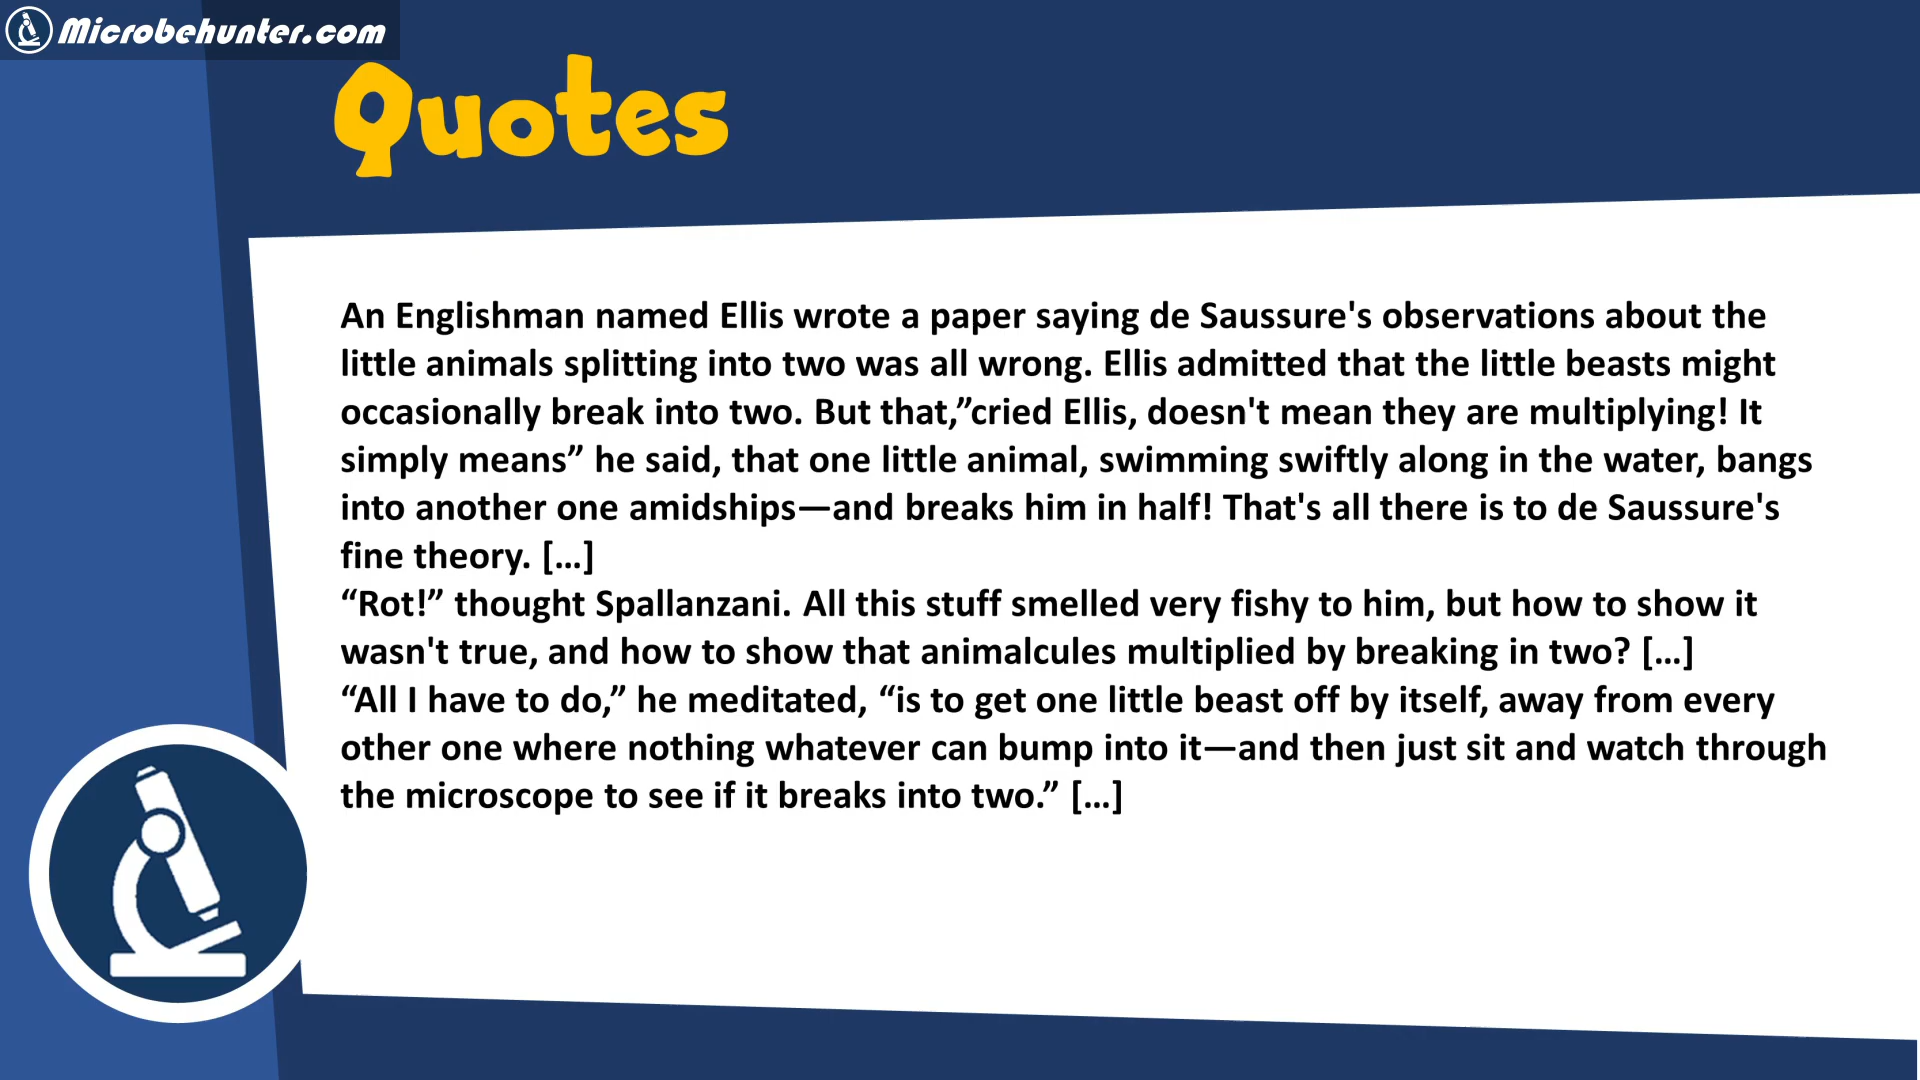 Microbehunter.com
Quotes
An Englishman named Ellis wrote a paper saying de Saussure's observations about the
little animals splitting into two was all wrong. Ellis admitted that the little beasts might
occasionally break into two. But that,”cried Ellis, doesn't mean they are multiplying! It
simply means” he said, that one little animal, swimming swiftly along in the water, bangs
into another one amidships—and breaks him in half! That's all there is to de Saussure's
fine theory. […]
“Rot!” thought Spallanzani. All this stuff smelled very fishy to him, but how to show it
wasn't true, and how to show that animalcules multiplied by breaking in two? […]
“All I have to do,” he meditated, “is to get one little beast off by itself, away from every
other one where nothing whatever can bump into it—and then just sit and watch through
the microscope to see if it breaks into two.” […]